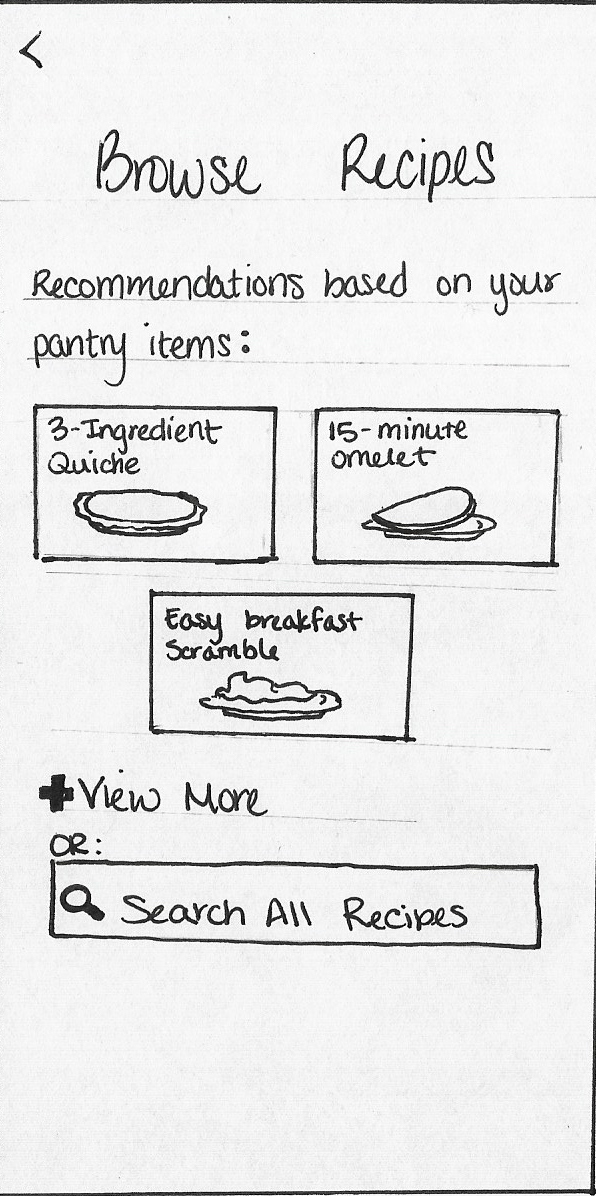 <
Browse Recipes
Recommendations based on your
pantry items:
3-Ingredient
Quiche
15-minute
omelet
Easy breakfast
Scramble
+View More
OR:
Search All Recipes